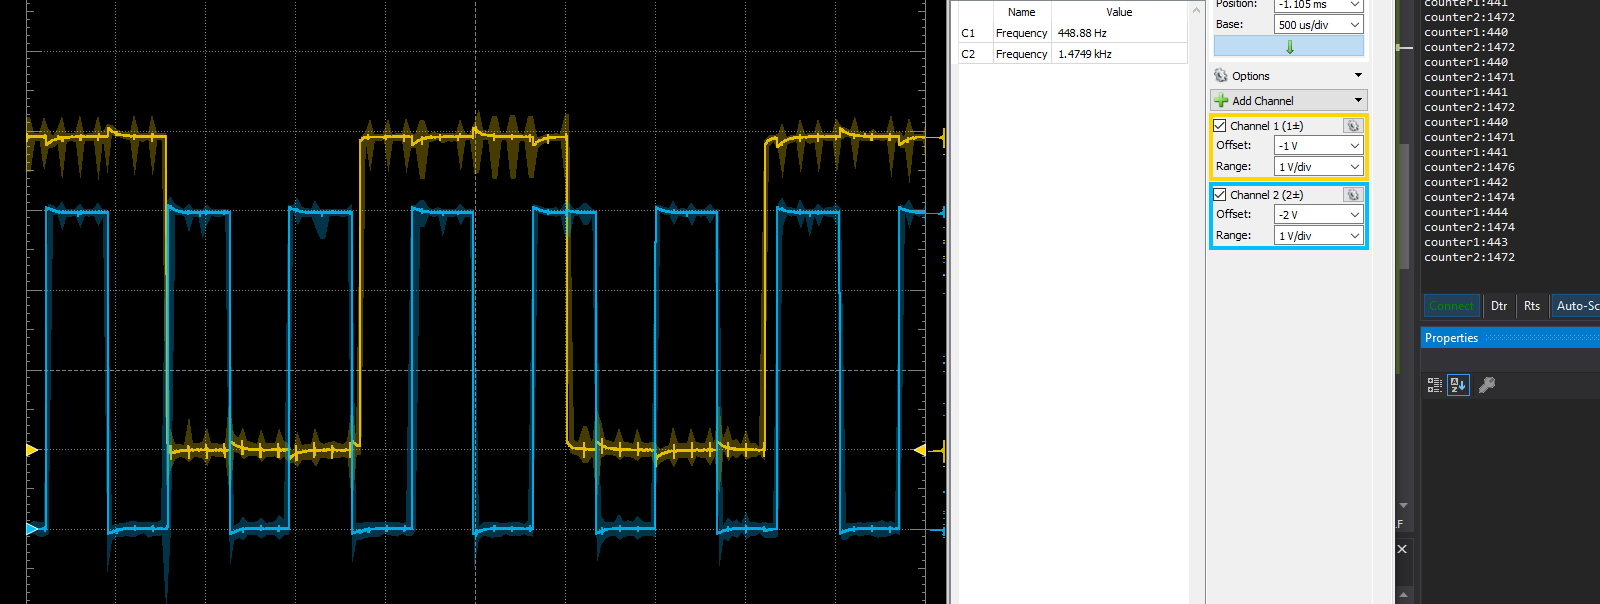 Name Value
C1 Frequency 448.88 Hz
C2 Frequency 1.4749 kHz
Position: -1.105 ms
Base: 500 us/div
Options
Add Channel
Channel 1 (1±)
Offset: -1 V
Range: 1 V/div
Channel 2 (2±)
Offset: -2 V
Range: 1 V/div
counter1:441
counter2:1472
counter1:440
counter2:1472
counter1:440
counter2:1471
counter1:441
counter2:1472
counter1:440
counter2:1471
counter1:441
counter2:1476
counter1:442
counter2:1474
counter1:444
counter2:1474
counter1:443
counter2:1472
Connect Dtr Rts Auto-Sc
Properties